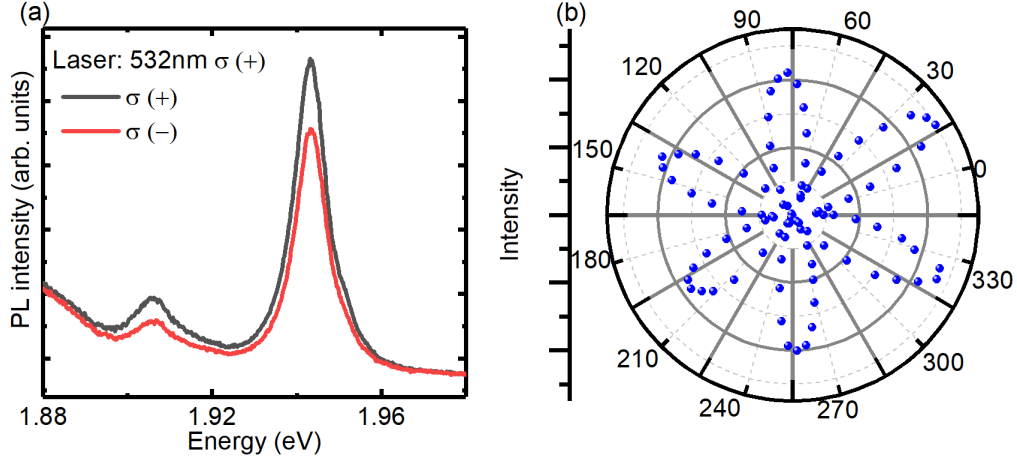 (a)
Laser: 532nm σ (+)
σ (+)
σ (−)
PL intensity (arb. units)
1.88
1.92
1.96
Energy (eV)
(b)
Intensity
90
60
120
30
150
0
180
330
210
300
240
270